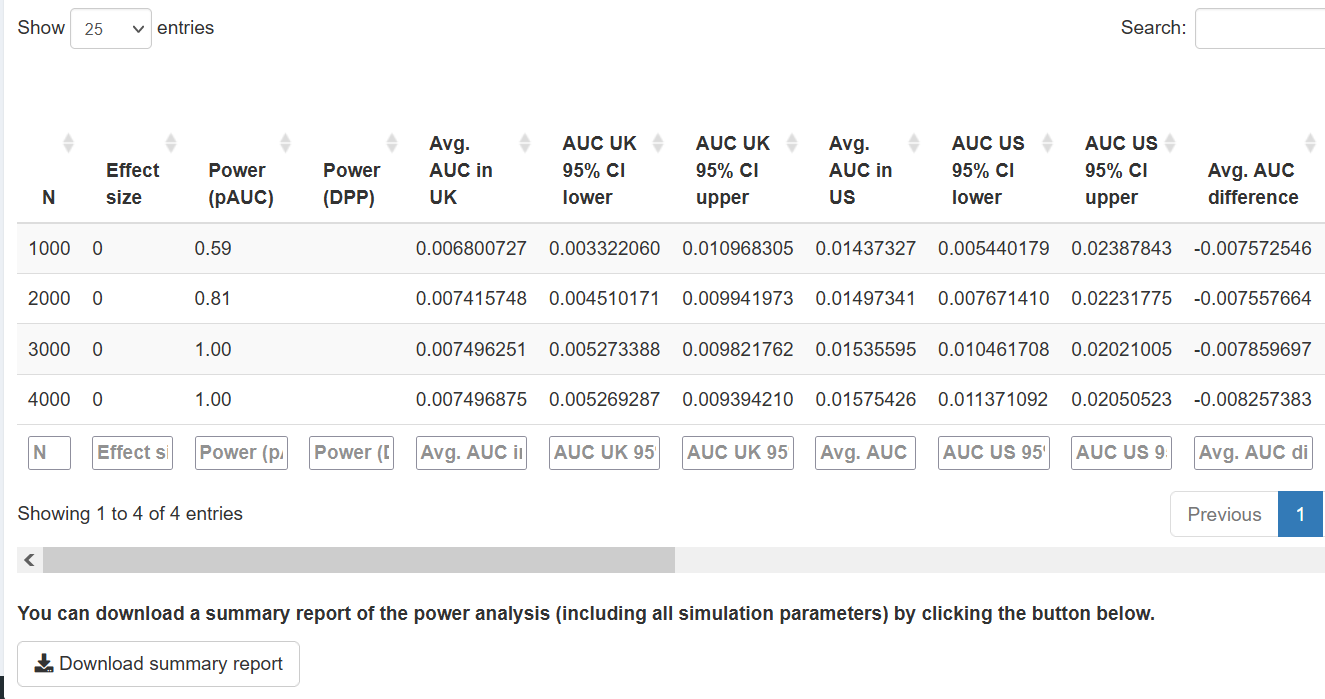 Show 25 entries Search:
Avg. AUC UK AUC UK Avg. AUC US AUC US
Effect Power Power AUC in 95% CI 95% CI AUC in 95% CI 95% CI Avg. AUC
N size (pAUC) (DPP) UK lower upper US lower upper difference
1000 0 0.59 0.006800727 0.003322060 0.010968305 0.01437327 0.005440179 0.02387843 -0.007572546
2000 0 0.81 0.007415748 0.004510171 0.009941973 0.01497341 0.007671410 0.02231775 -0.007557664
3000 0 1.00 0.007496251 0.005273388 0.009821762 0.01535595 0.010461708 0.02021005 -0.007859697
4000 0 1.00 0.007496875 0.005269287 0.009394210 0.01575426 0.011371092 0.02050523 -0.008257383
N Effect si Power (pA Power (D Avg. AUC in AUC UK 95% AUC UK 95 Avg. AUC AUC US 95% AUC US 9 Avg. AUC di
Showing 1 to 4 of 4 entries
Previous 1
You can download a summary report of the power analysis (including all simulation parameters) by clicking the button below.
Download summary report